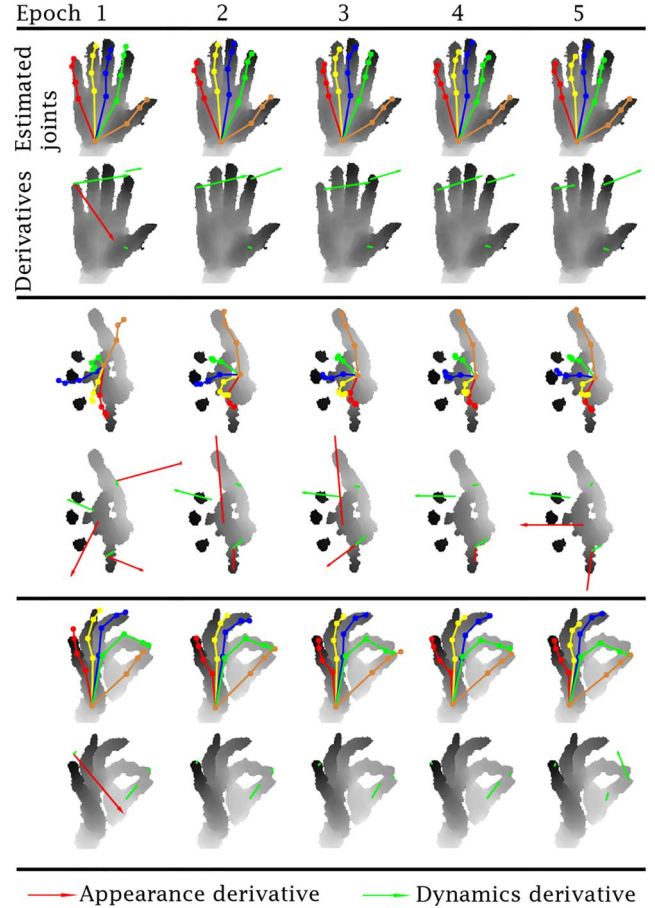 Epoch 1 2 3 4 5
Estimated
joints
Derivatives
Appearance derivative Dynamics derivative